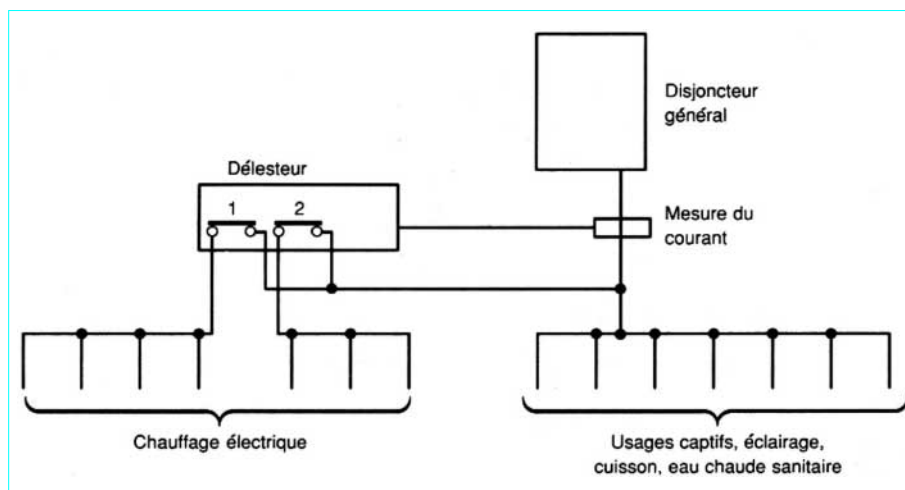 Disjoncteur
général
Délesteur
1 2
Mesure du
courant
Chauffage électrique
Usages captifs, éclairage,
cuisson, eau chaude sanitaire